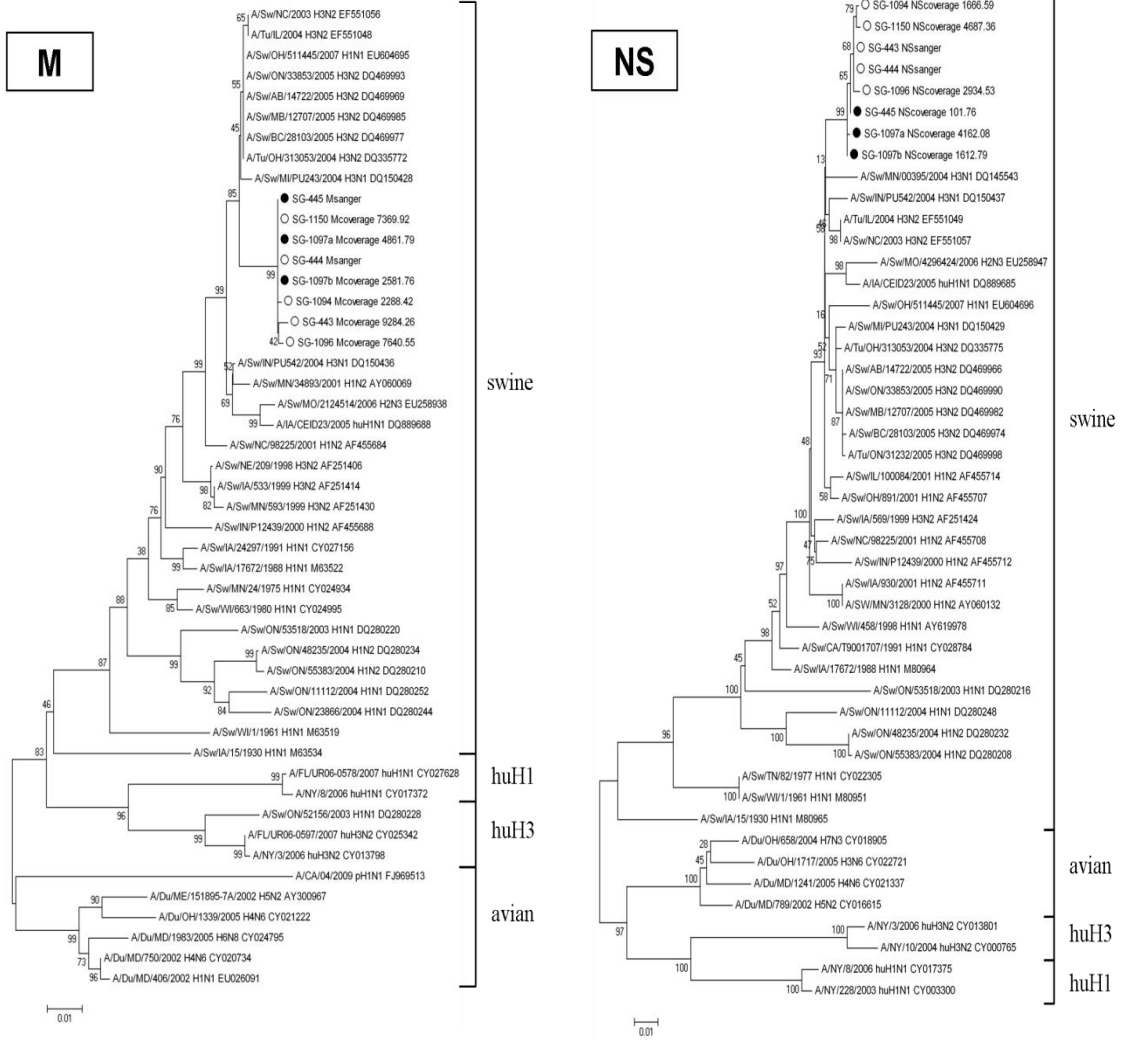 M
65
A/Sw/NC/2003 H3N2 EF551056
A/Tu/IL/2004 H3N2 EF551048
A/Sw/OH/511445/2007 H1N1 EU604695
A/Sw/ON/33853/2005 H3N2 DQ469993
55
A/Sw/AB/14722/2005 H3N2 DQ469969
A/Sw/MB/12707/2005 H3N2 DQ469985
45
A/Sw/BC/28103/2005 H3N2 DQ469977
A/Tu/OH/313053/2004 H3N2 DQ335772
A/Sw/MI/PU243/2004 H3N1 DQ150428
85
SG-445 Msanger
SG-1150 Mcoverage 7369.92
SG-1097a Mcoverage 4861.79
SG-444 Msanger
99
SG-1097b Mcoverage 2581.76
99
SG-1094 Mcoverage 2288.42
SG-443 Mcoverage 9284.26
42
SG-1096 Mcoverage 7640.55
99
52
A/Sw/IN/PU542/2004 H3N1 DQ150436
A/Sw/MN/34893/2001 H1N2 AY060069
69
A/Sw/MO/2124514/2006 H2N3 EU258938
99
A/IA/CEID23/2005 huH1N1 DQ889688
76
A/Sw/NC/98225/2001 H1N2 AF455684
A/Sw/NE/209/1998 H3N2 AF251406
90
98
A/Sw/IA/533/1999 H3N2 AF251414
82
A/Sw/MN/593/1999 H3N2 AF251430
76
A/Sw/IN/P12439/2000 H1N2 AF455688
38
A/Sw/IA/24297/1991 H1N1 CY027156
99
A/Sw/IA/17672/1988 H1N1 M63522
A/Sw/MN/24/1975 H1N1 CY024934
88
85
A/Sw/WI/663/1980 H1N1 CY024995
A/Sw/ON/53518/2003 H1N1 DQ280220
99
99
A/Sw/ON/48235/2004 H1N2 DQ280234
A/Sw/ON/55383/2004 H1N2 DQ280210
87
92
A/Sw/ON/11112/2004 H1N1 DQ280252
84
A/Sw/ON/23866/2004 H1N1 DQ280244
46
A/Sw/WI/1/1961 H1N1 M63519
83
A/Sw/IA/15/1930 H1N1 M63534
99
A/FL/UR06-0578/2007 huH1N1 CY027628
A/NY/8/2006 huH1N1 CY017372
96
A/Sw/ON/52156/2003 H1N1 DQ280228
99
A/FL/UR06-0597/2007 huH3N2 CY025342
99
A/NY/3/2006 huH3N2 CY013798
A/CA/04/2009 pH1N1 FJ969513
90
A/Du/ME/151895-7A/2002 H5N2 AY300967
A/Du/OH/1339/2005 H4N6 CY021222
99
A/Du/MD/1983/2005 H6N8 CY024795
73
A/Du/MD/750/2002 H4N6 CY020734
96
A/Du/MD/406/2002 H1N1 EU026091
0.01
swine
huH1
huH3
avian
NS
79
SG-1094 NScoverage 1666.59
SG-1150 NScoverage 4687.36
68
SG-443 NSsanger
SG-444 NSsanger
65
SG-1096 NScoverage 2934.53
99
SG-445 NScoverage 101.76
SG-1097a NScoverage 4162.08
SG-1097b NScoverage 1612.79
13
A/Sw/MN/00395/2004 H3N1 DQ145543
A/Sw/IN/PU542/2004 H3N1 DQ150437
46
58
A/Tu/IL/2004 H3N2 EF551049
98
A/Sw/NC/2003 H3N2 EF551057
98
A/Sw/MO/4296424/2006 H2N3 EU258947
A/IA/CEID23/2005 huH1N1 DQ889685
16
A/Sw/OH/511445/2007 H1N1 EU604696
A/Sw/MI/PU243/2004 H3N1 DQ150429
52
93
A/Tu/OH/313053/2004 H3N2 DQ335775
71
A/Sw/AB/14722/2005 H3N2 DQ469966
A/Sw/ON/33853/2005 H3N2 DQ469990
87
A/Sw/MB/12707/2005 H3N2 DQ469982
A/Sw/BC/28103/2005 H3N2 DQ469974
48
A/Tu/ON/31232/2005 H3N2 DQ469998
A/Sw/IL/100084/2001 H1N2 AF455714
58
A/Sw/OH/891/2001 H1N2 AF455707
100
A/Sw/IA/569/1999 H3N2 AF251424
47
A/Sw/NC/98225/2001 H1N2 AF455708
75
A/Sw/IN/P12439/2000 H1N2 AF455712
97
A/Sw/IA/930/2001 H1N2 AF455711
100
A/SW/MN/3128/2000 H1N2 AY060132
52
A/Sw/WI/458/1998 H1N1 AY619978
98
A/Sw/CA/T9001707/1991 H1N1 CY028784
45
A/Sw/IA/17672/1988 H1N1 M80964
100
A/Sw/ON/53518/2003 H1N1 DQ280216
A/Sw/ON/11112/2004 H1N1 DQ280248
100
A/Sw/ON/48235/2004 H1N2 DQ280232
100
A/Sw/ON/55383/2004 H1N2 DQ280208
96
A/Sw/TN/82/1977 H1N1 CY022305
100
A/Sw/WI/1/1961 H1N1 M80951
A/Sw/IA/15/1930 H1N1 M80965
28
A/Du/OH/658/2004 H7N3 CY018905
45
A/Du/OH/1717/2005 H3N6 CY022721
100
A/Du/MD/1241/2005 H4N6 CY021337
A/Du/MD/789/2002 H5N2 CY016615
97
100
A/NY/3/2006 huH3N2 CY013801
A/NY/10/2004 huH3N2 CY000765
100
A/NY/8/2006 huH1N1 CY017375
100
A/NY/228/2003 huH1N1 CY003300
0.01
swine
avian
huH3
huH1